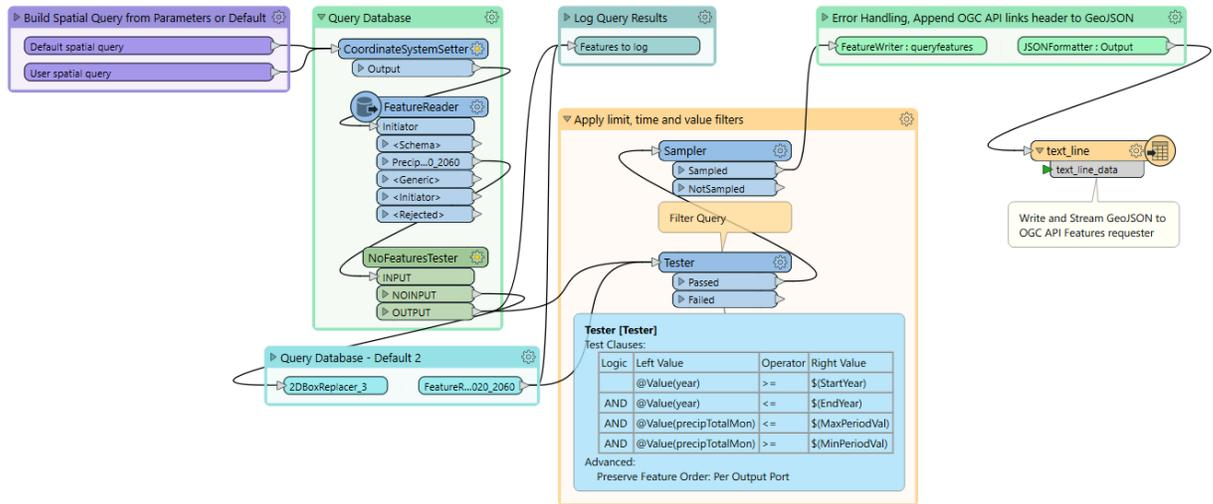 Build Spatial Query from Parameters or Default
Default spatial query
User spatial query
Query Database
CoordinateSystemSetter
Output
FeatureReader
Initiator
<Schema>
Precip...0_2060
<Generic>
<Initiator>
<Rejected>
NoFeaturesTester
INPUT
NOINPUT
OUTPUT
Query Database - Default 2
2DBoxReplacer_3
FeatureR...020_2060
Log Query Results
Features to log
Apply limit, time and value filters
Sampler
Sampled
NotSampled
Filter Query
Tester
Passed
Failed
Tester [Tester]
Test Clauses:
Logic Left Value Operator Right Value
@Value(year) >= $(StartYear)
AND @Value(year) <= $(EndYear)
AND @Value(precipTotalMon) <= $(MaxPeriodVal)
AND @Value(precipTotalMon) >= $(MinPeriodVal)
Advanced:
Preserve Feature Order: Per Output Port
Error Handling, Append OGC API links header to GeoJSON
FeatureWriter : queryfeatures
JSONFormatter : Output
text_line
text_line_data
Write and Stream GeoJSON to
OGC API Features requester